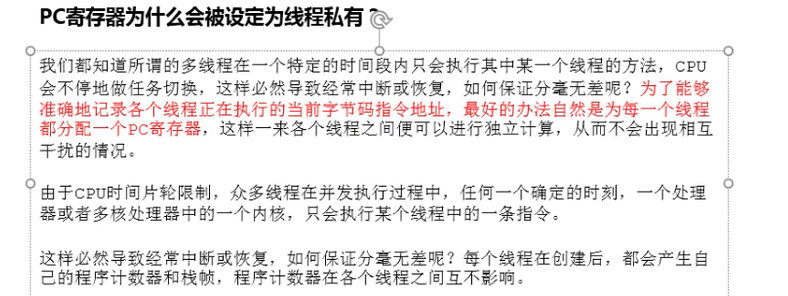 PC寄存器为什么会被设定为线程私有？
我们都知道所谓的多线程在一个特定的时间段内只会执行其中某一个线程的方法，CPU
会不停地做任务切换，这样必然导致经常中断或恢复，如何保证分毫无差呢？为了能够
准确地记录各个线程正在执行的当前字节码指令地址，最好的办法自然是为每一个线程
都分配一个PC寄存器，这样一来各个线程之间便可以进行独立计算，从而不会出现相互
干扰的情况。
由于CPU时间片轮限制，众多线程在并发执行过程中，任何一个确定的时刻，一个处理
器或者多核处理器中的一个内核，只会执行某个线程中的一条指令。
这样必然导致经常中断或恢复，如何保证分毫无差呢？每个线程在创建后，都会产生自
己的程序计数器和栈帧，程序计数器在各个线程之间互不影响。